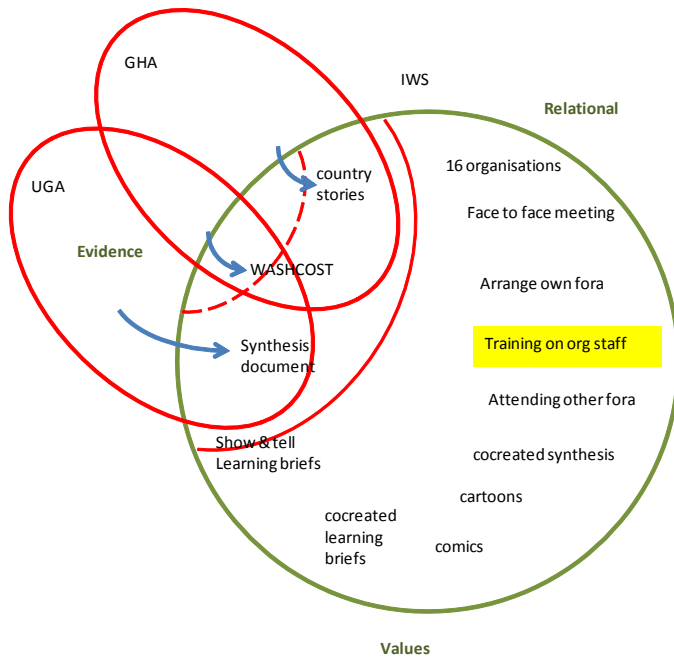 GHA
IWS
Relational
16 organisations
country
stories
UGA
Face to face meeting
Evidence
WASHCOST
Arrange own fora
Synthesis
document
Training on org staff
Attending other fora
Show & tell
Learning briefs
cocreated synthesis
cartoons
cocreated
learning
briefs
comics
Values